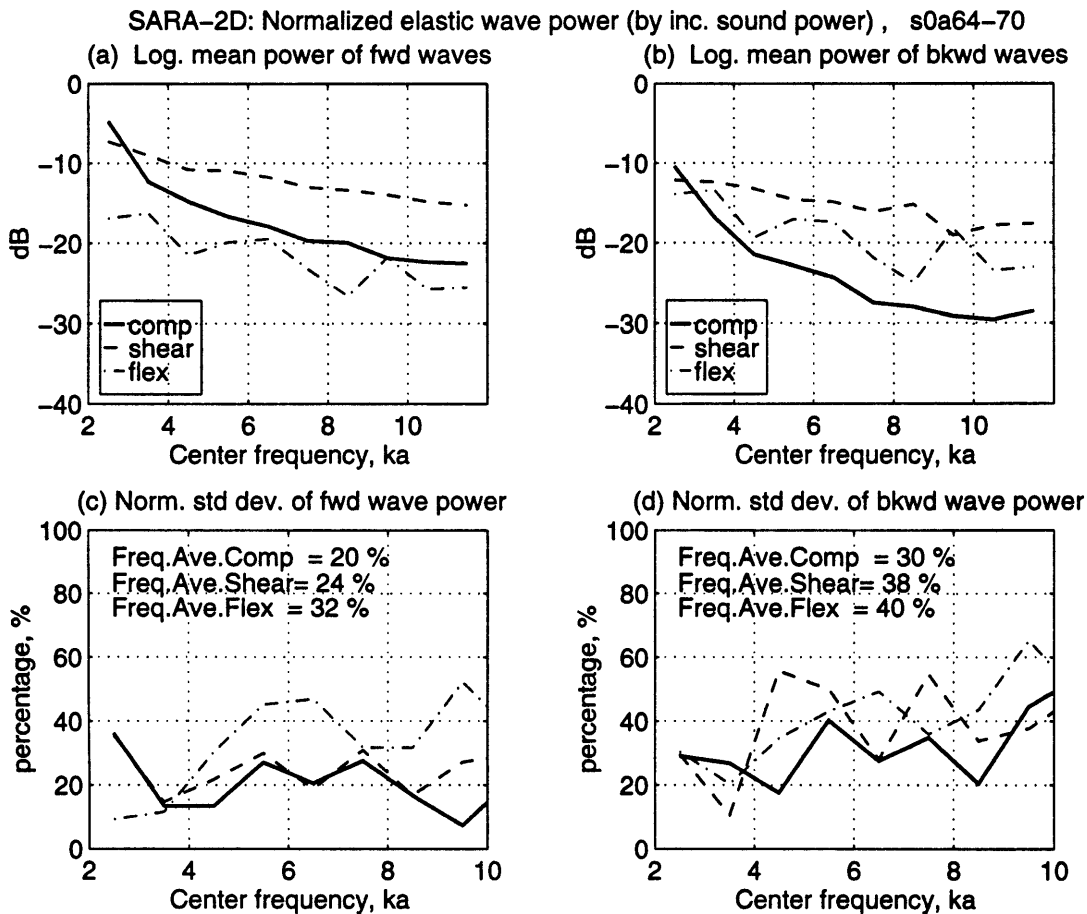 SARA-2D: Normalized elastic wave power (by inc. sound power) , s0a64-70
(a) Log. mean power of fwd waves
0
-10
-20
-30
-40
dB
comp
shear
flex
2 4 6 8 10
Center frequency, ka
(b) Log. mean power of bkwd waves
0
-10
-20
-30
-40
dB
comp
shear
flex
2 4 6 8 10
Center frequency, ka
(c) Norm. std dev. of fwd wave power
100
80
60
40
20
0
percentage, %
Freq.Ave.Comp = 20 %
Freq.Ave.Shear= 24 %
Freq.Ave.Flex = 32 %
2 4 6 8 10
Center frequency, ka
(d) Norm. std dev. of bkwd wave power
100
80
60
40
20
0
percentage, %
Freq.Ave.Comp = 30 %
Freq.Ave.Shear= 38 %
Freq.Ave.Flex = 40 %
2 4 6 8 10
Center frequency, ka